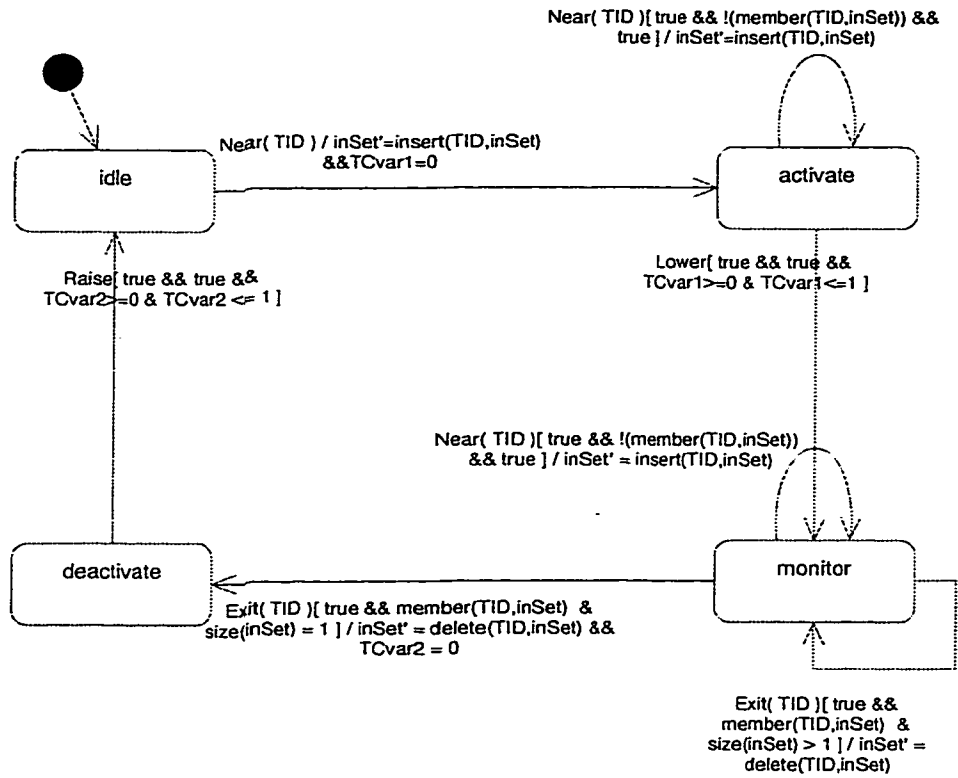 Near( TID )[ true && !(member(TID,inSet)) &&
true ] / inSet'=insert(TID,inSet)
Near( TID ) / inSet'=insert(TID,inSet)
&&TCvar1=0
idle
activate
Raise[ true && true &&
TCvar2>=0 & TCvar2 <= 1 ]
Lower[ true && true &&
TCvar1>=0 & TCvar1<=1 ]
Near( TID )[ true && !(member(TID,inSet))
&& true ] / inSet' = insert(TID,inSet)
deactivate
monitor
Exit( TID )[ true && member(TID,inSet) &
size(inSet) = 1 ] / inSet' = delete(TID,inSet) &&
TCvar2 = 0
Exit( TID )[ true &&
member(TID,inSet) &
size(inSet) > 1 ] / inSet' =
delete(TID,inSet)